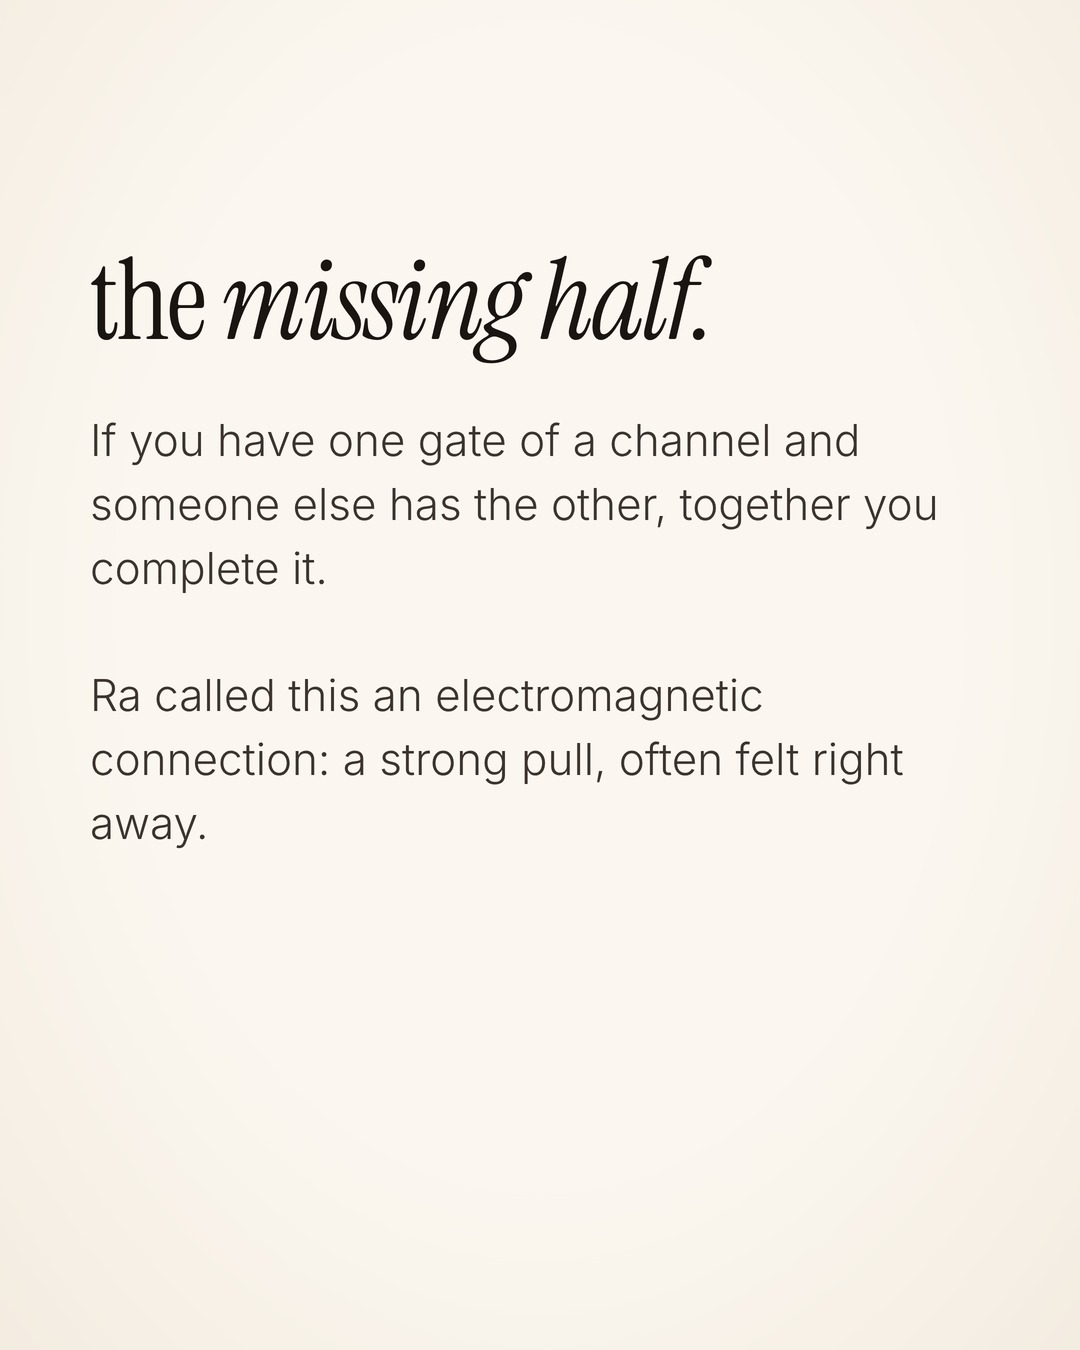 the missing half.
If you have one gate of a channel and
someone else has the other, together you
complete it.
Ra called this an electromagnetic
connection: a strong pull, often felt right
away.